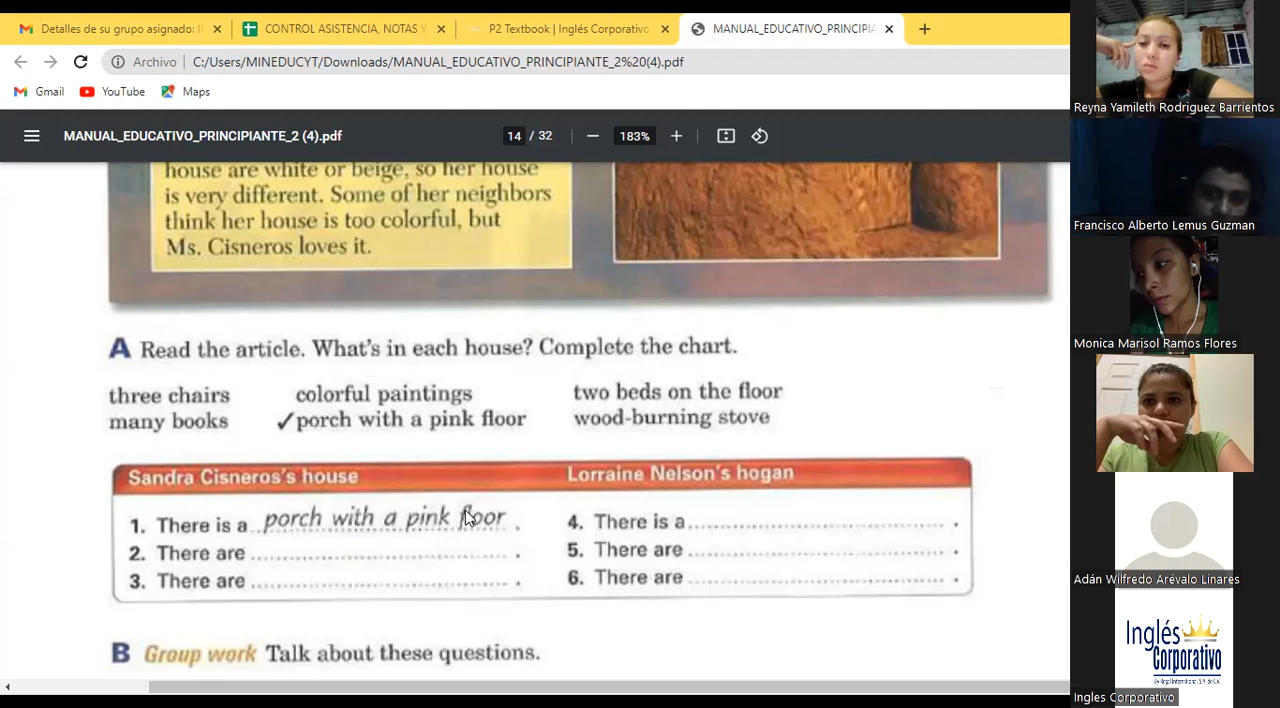 Detalles de su grupo asignado: I
CONTROL ASISTENCIA, NOTAS Y
P2 Textbook | Inglés Corporativo
MANUAL_EDUCATIVO_PRINCIPIA
Archivo
C:/Users/MINEDUCYT/Downloads/MANUAL_EDUCATIVO_PRINCIPIANTE_2%20(4).pdf
Gmail
YouTube
Maps
MANUAL_EDUCATIVO_PRINCIPIANTE_2 (4).pdf
14 / 32
183%
house are white or beige, so her house
is very different. Some of her neighbors
think her house is too colorful, but
Ms. Cisneros loves it.
A Read the article. What's in each house? Complete the chart.
three chairs colorful paintings two beds on the floor
many books ✓porch with a pink floor wood-burning stove
Sandra Cisneros's house Lorraine Nelson's hogan
1. There is a porch with a pink floor . 4. There is a .
2. There are . 5. There are .
3. There are . 6. There are .
B Group work Talk about these questions.
Reyna Yamileth Rodriguez Barrientos
Francisco Alberto Lemus Guzman
Monica Marisol Ramos Flores
Adán Wilfredo Arévalo Linares
Inglés
Corporativo
Ingles Corporativo